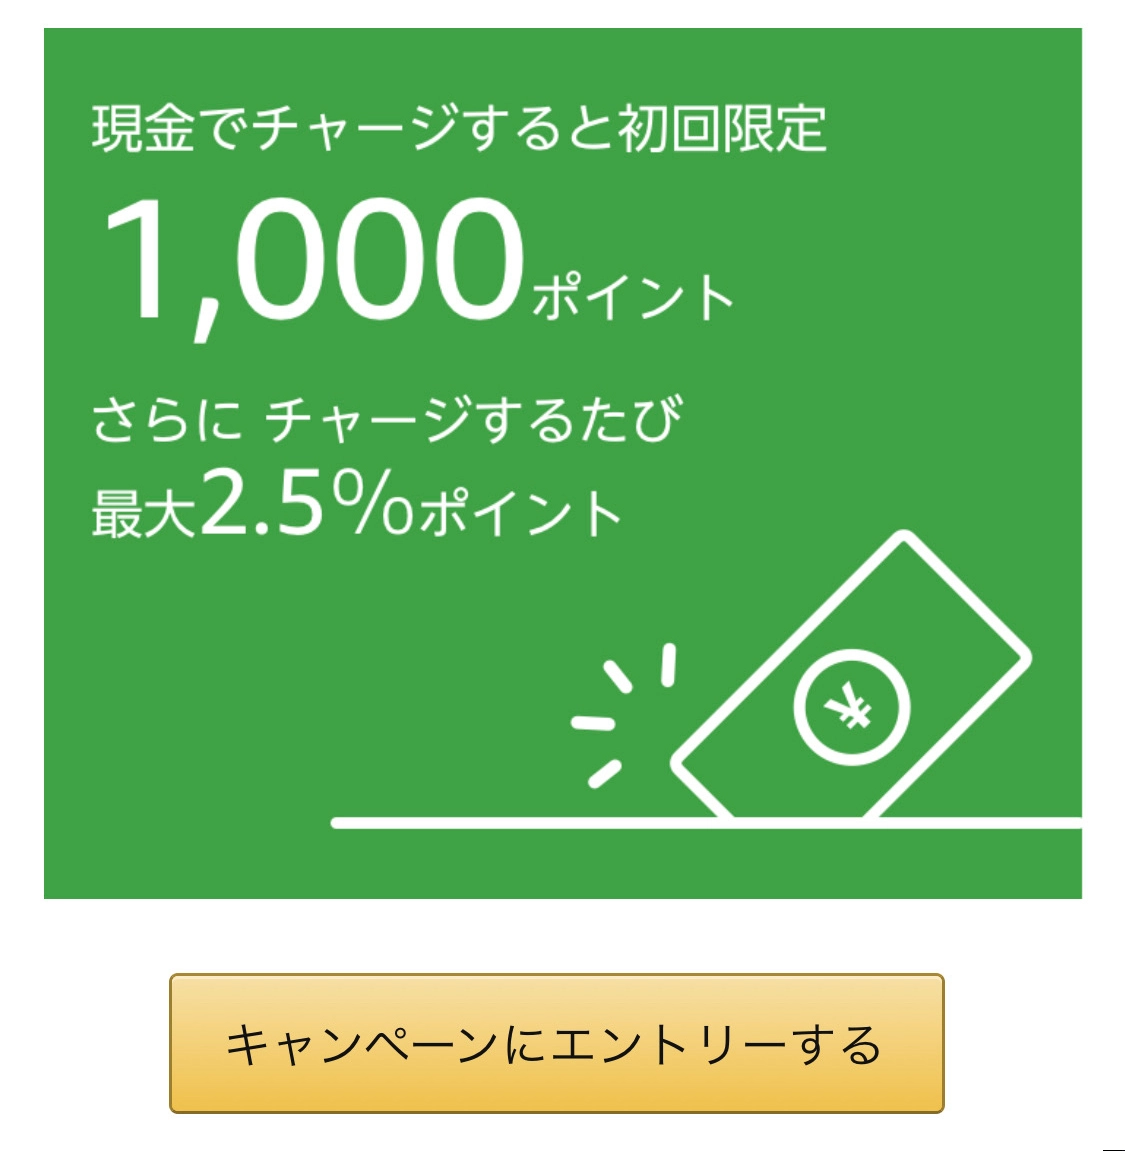 現金でチャージすると初回限定
1,000ポイント
さらに チャージするたび
最大2.5%ポイント
¥
キャンペーンにエントリーする